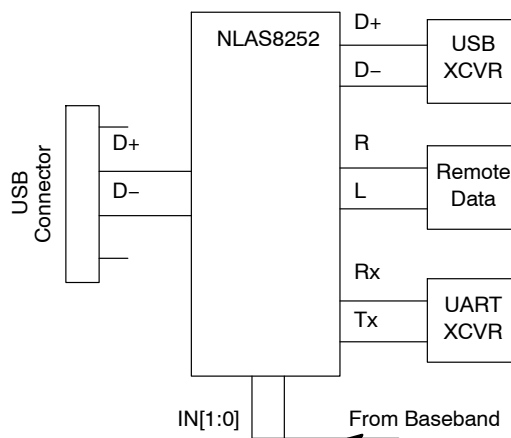 NLAS8252
D+
D−
USB
XCVR
USB
Connector
D+
D−
R
L
Remote
Data
Rx
Tx
UART
XCVR
IN[1:0]
From Baseband